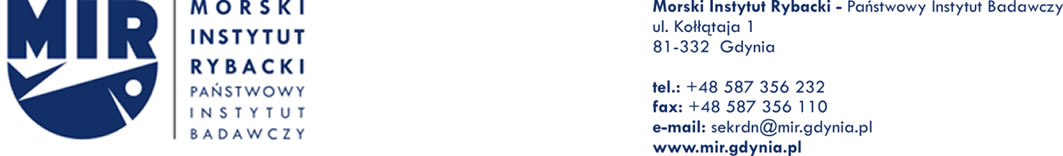 MIR
MORSKI
INSTYTUT
RYBACKI
PAŃSTWOWY
INSTYTUT
BADAWCZY
Morski Instytut Rybacki - Państwowy Instytut Badawczy
ul. Kołłątaja 1
81-332 Gdynia
tel.: +48 587 356 232
fax: +48 587 356 110
e-mail: sekrdn@mir.gdynia.pl
www.mir.gdynia.pl